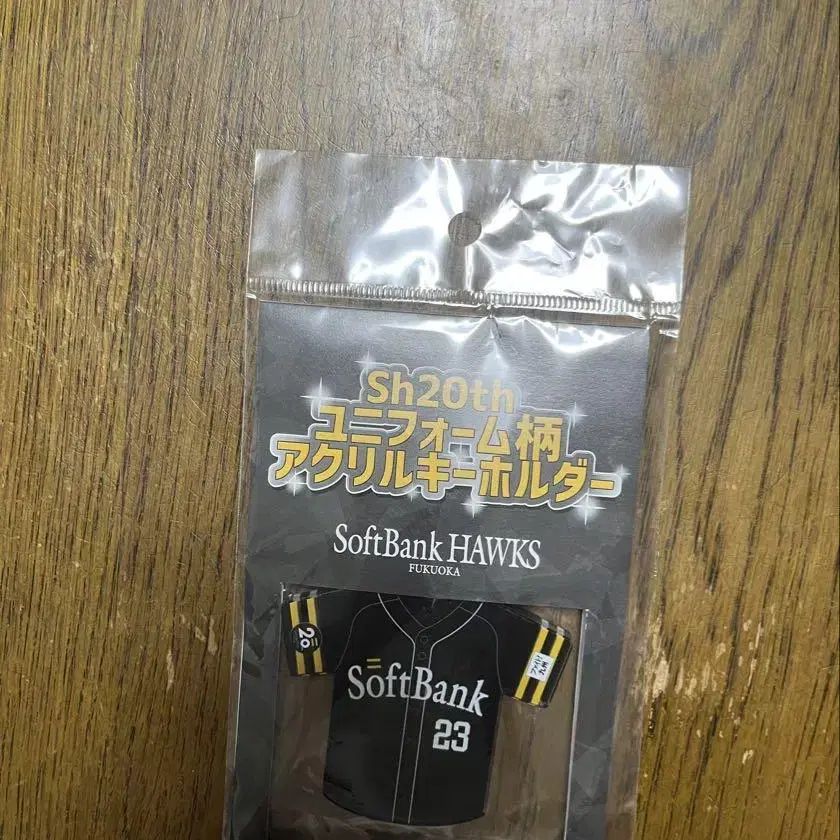 Sh20th
ユニフォーム柄
アクリルキーホルダー
SoftBank HAWKS
FUKUOKA
20
SoftBank
23